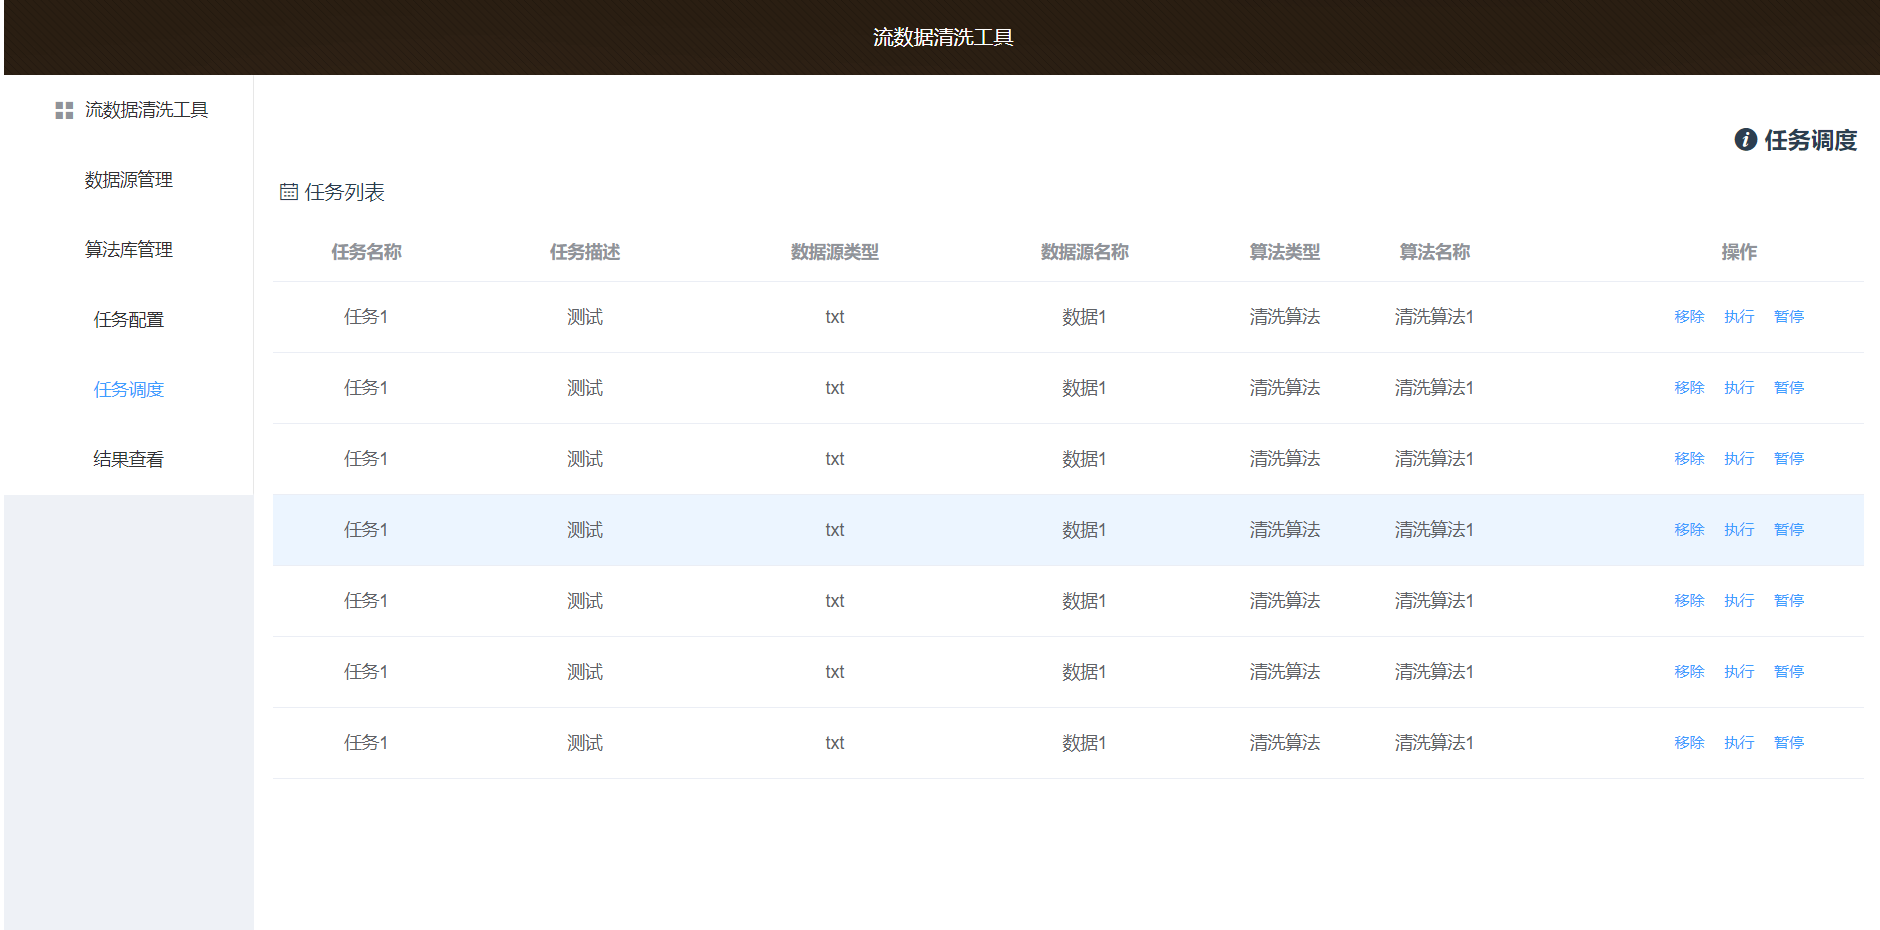 流数据清洗工具
流数据清洗工具
数据源管理
算法库管理
任务配置
任务调度
结果查看
任务调度
任务列表
任务名称 任务描述 数据源类型 数据源名称 算法类型 算法名称 操作
任务1 测试 txt 数据1 清洗算法 清洗算法1 移除 执行 暂停
任务1 测试 txt 数据1 清洗算法 清洗算法1 移除 执行 暂停
任务1 测试 txt 数据1 清洗算法 清洗算法1 移除 执行 暂停
任务1 测试 txt 数据1 清洗算法 清洗算法1 移除 执行 暂停
任务1 测试 txt 数据1 清洗算法 清洗算法1 移除 执行 暂停
任务1 测试 txt 数据1 清洗算法 清洗算法1 移除 执行 暂停
任务1 测试 txt 数据1 清洗算法 清洗算法1 移除 执行 暂停